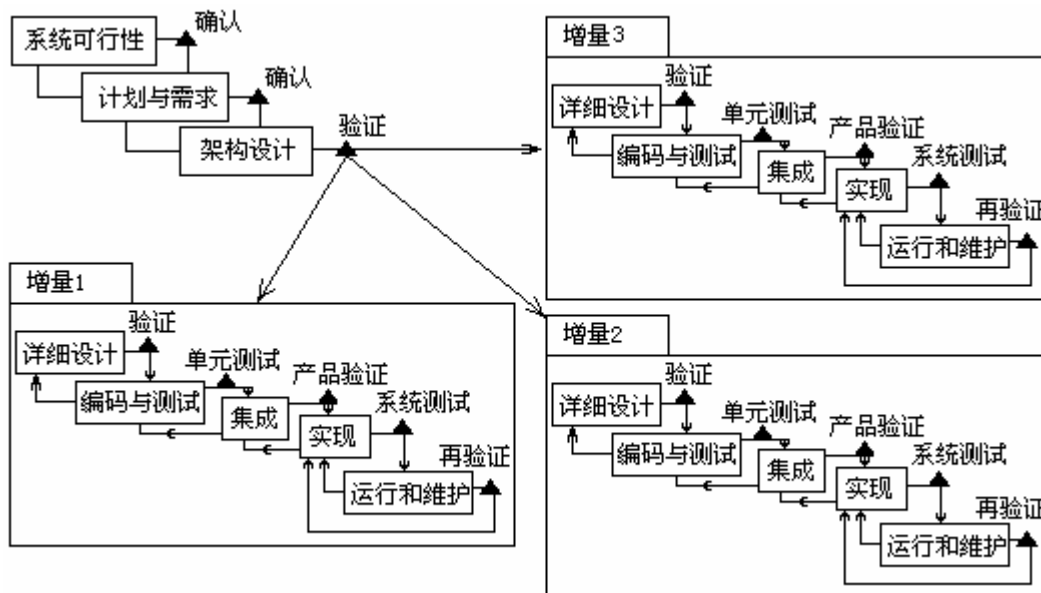 系统可行性
确认
计划与需求
确认
架构设计
验证
增量3
详细设计
验证
编码与测试
单元测试
集成
产品验证
实现
系统测试
运行和维护
再验证
增量1
详细设计
验证
编码与测试
单元测试
集成
产品验证
实现
系统测试
运行和维护
再验证
增量2
详细设计
验证
编码与测试
单元测试
集成
产品验证
实现
系统测试
运行和维护
再验证